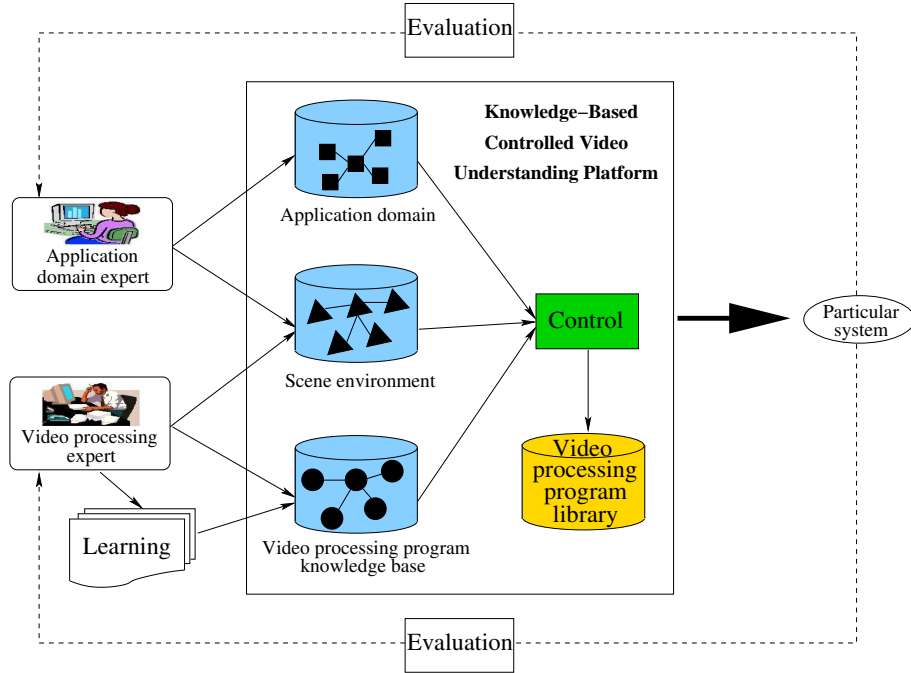 Evaluation
Knowledge−Based
Controlled Video
Understanding Platform
Application domain
Application
domain expert
Scene environment
Control
Particular
system
Video processing
expert
Learning
Video processing program
knowledge base
Video
processing
program
library
Evaluation